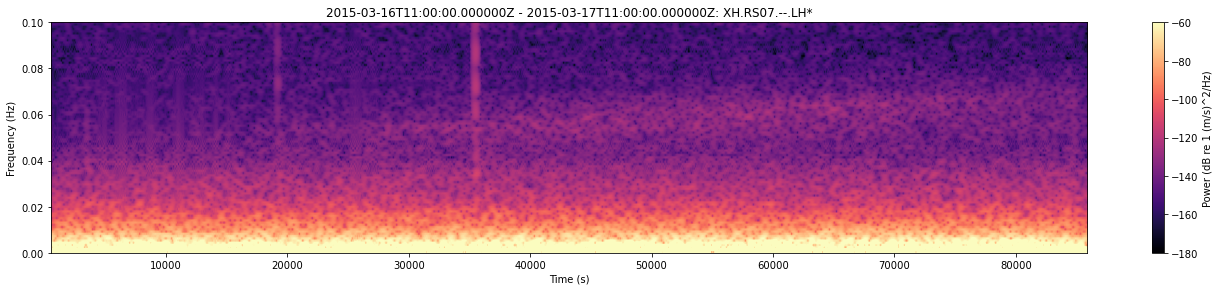 2015-03-16T11:00:00.000000Z - 2015-03-17T11:00:00.000000Z: XH.RS07.--.LH*
Frequency (Hz)
0.10
0.08
0.06
0.04
0.02
0.00
10000 20000 30000 40000 50000 60000 70000 80000
Time (s)
−60
−80
−100
−120
−140
−160
−180
Power (dB re 1 (m/s)^2/Hz)